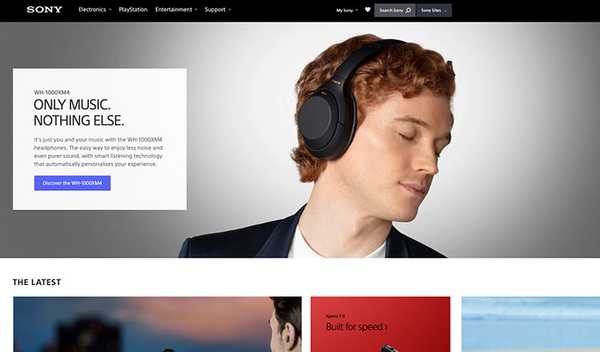 SONY
Electronics PlayStation Entertainment Support
My Sony Search Sony Sony Sites
WH-1000XM4
ONLY MUSIC.
NOTHING ELSE.
It's just you and your music with the WH-1000XM4
headphones. The easy way to enjoy less noise and
even purer sound, with smart listening technology
that automatically personalises your experience.
Discover the WH-1000XM4
THE LATEST
Built for speed ›